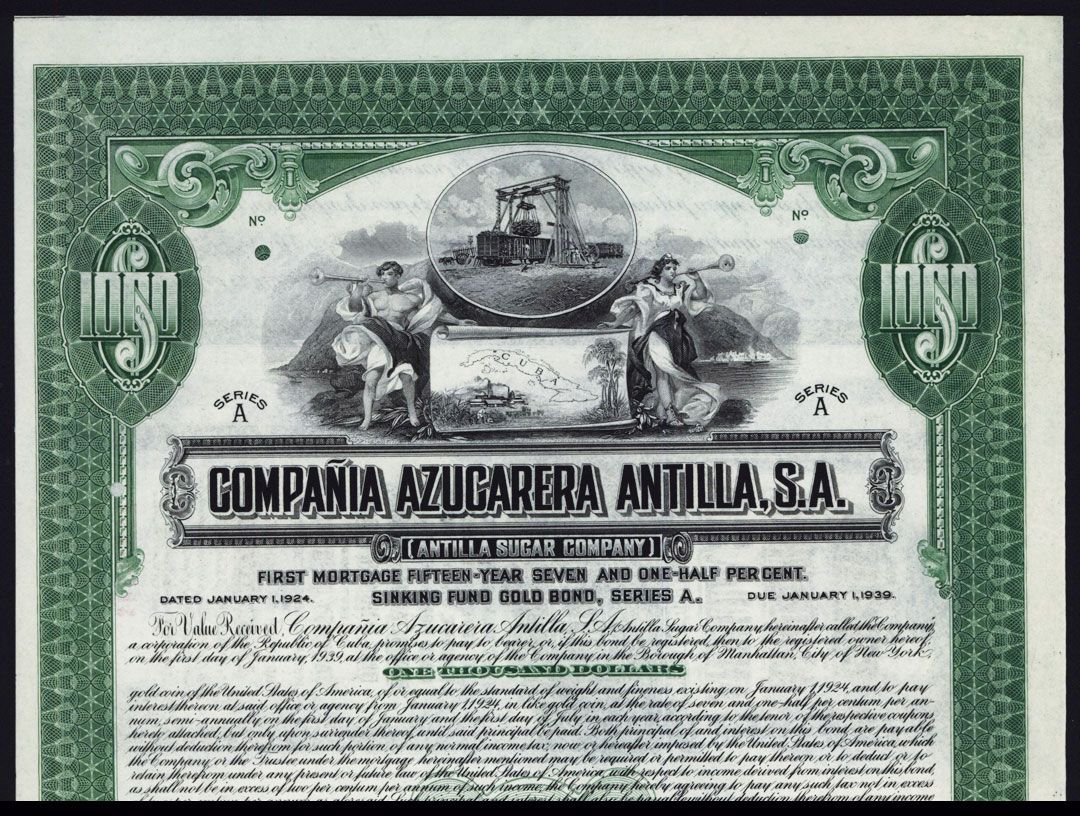 Nº
Nº
1000
$
1000
$
CUBA
SERIES
A
SERIES
A
COMPAÑIA AZUCARERA ANTILLA, S.A.
(ANTILLA SUGAR COMPANY)
FIRST MORTGAGE FIFTEEN-YEAR SEVEN AND ONE-HALF PER CENT.
DATED JANUARY 1, 1924. SINKING FUND GOLD BOND, SERIES A. DUE JANUARY 1, 1939.
For Value Received, Compañia Azucarera Antilla, S.A. (Antilla Sugar Company, hereinafter called the Company)
a corporation of the Republic of Cuba, promises to pay to bearer, or, if this bond be registered, then to the registered owner hereof,
on the first day of January, 1939, at the office or agency of the Company in the Borough of Manhattan, City of New York,
ONE THOUSAND DOLLARS
gold coin of the United States of America, of or equal to the standard of weight and fineness existing on January 1, 1924, and to pay
interest thereon at said office or agency from January 1, 1924, in like gold coin, at the rate of seven and one-half per centum per an-
num, semi-annually, on the first day of January and the first day of July in each year, according to the tenor of the respective coupons
hereto attached, but only upon surrender thereof, until said principal be paid. Both principal of and interest on this bond are payable
without deduction therefrom for such portion of any normal income tax, now or hereafter imposed by the United States of America, which
the Company or the Trustee under the mortgage hereinafter mentioned may be required or permitted to pay thereon or to deduct or to
retain therefrom under any present or future law of the United States of America, with respect to income derived from interest on this bond,
as shall not be in excess of two per centum per annum of such income, the Company hereby agreeing to pay any such tax not in excess